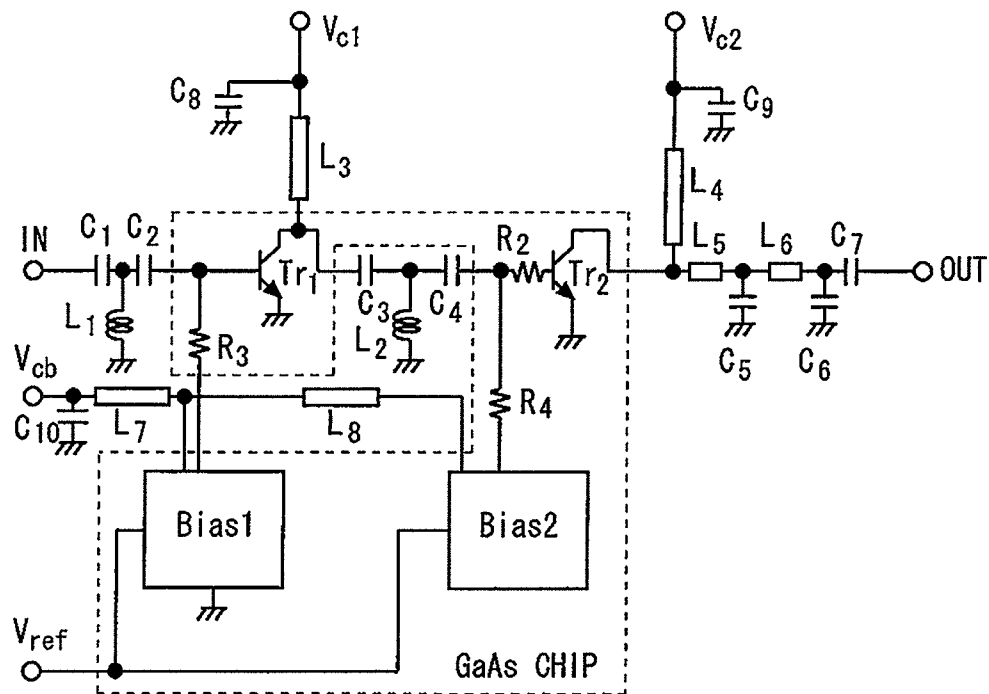 Vc1
Vc2
C8
C9
L3
L4
IN
C1
C2
Tr1
R2
Tr2
L5
L6
C7
OUT
C3
C4
L1
R3
L2
C5
C6
Vcb
C10
L7
L8
R4
Bias1
Bias2
Vref
GaAs CHIP